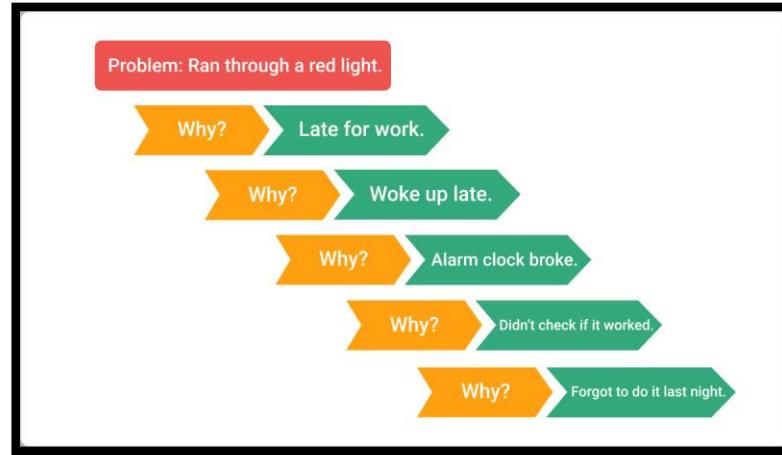 Problem: Ran through a red light.
Why? Late for work.
Why? Woke up late.
Why? Alarm clock broke.
Why? Didn't check if it worked.
Why? Forgot to do it last night.